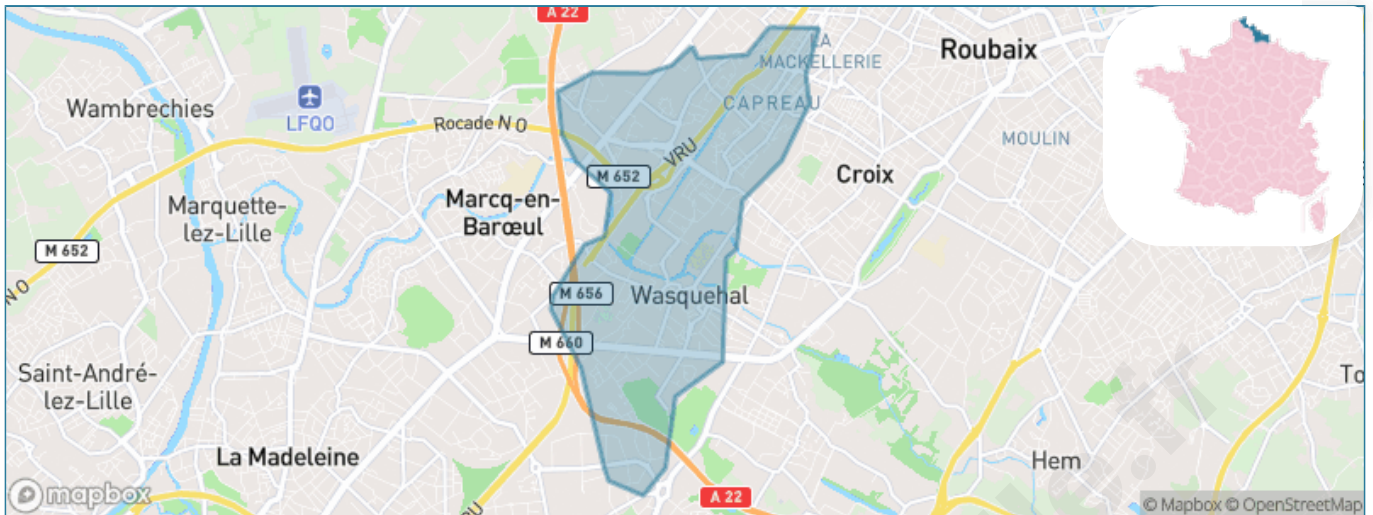 A 22
LA
MACKELLERIE
Roubaix
Wambrechies
LFQO
CAPREAU
Rocade N O
MOULIN
VRU
M 652
Croix
Marquette-
lez-Lille
Marcq-en-
Barœul
M 652
N O
M 656
Wasquehal
M 660
Saint-André-
lez-Lille
To
La Madeleine
Hem
mapbox
VRU
A 22
© Mapbox © OpenStreetMap